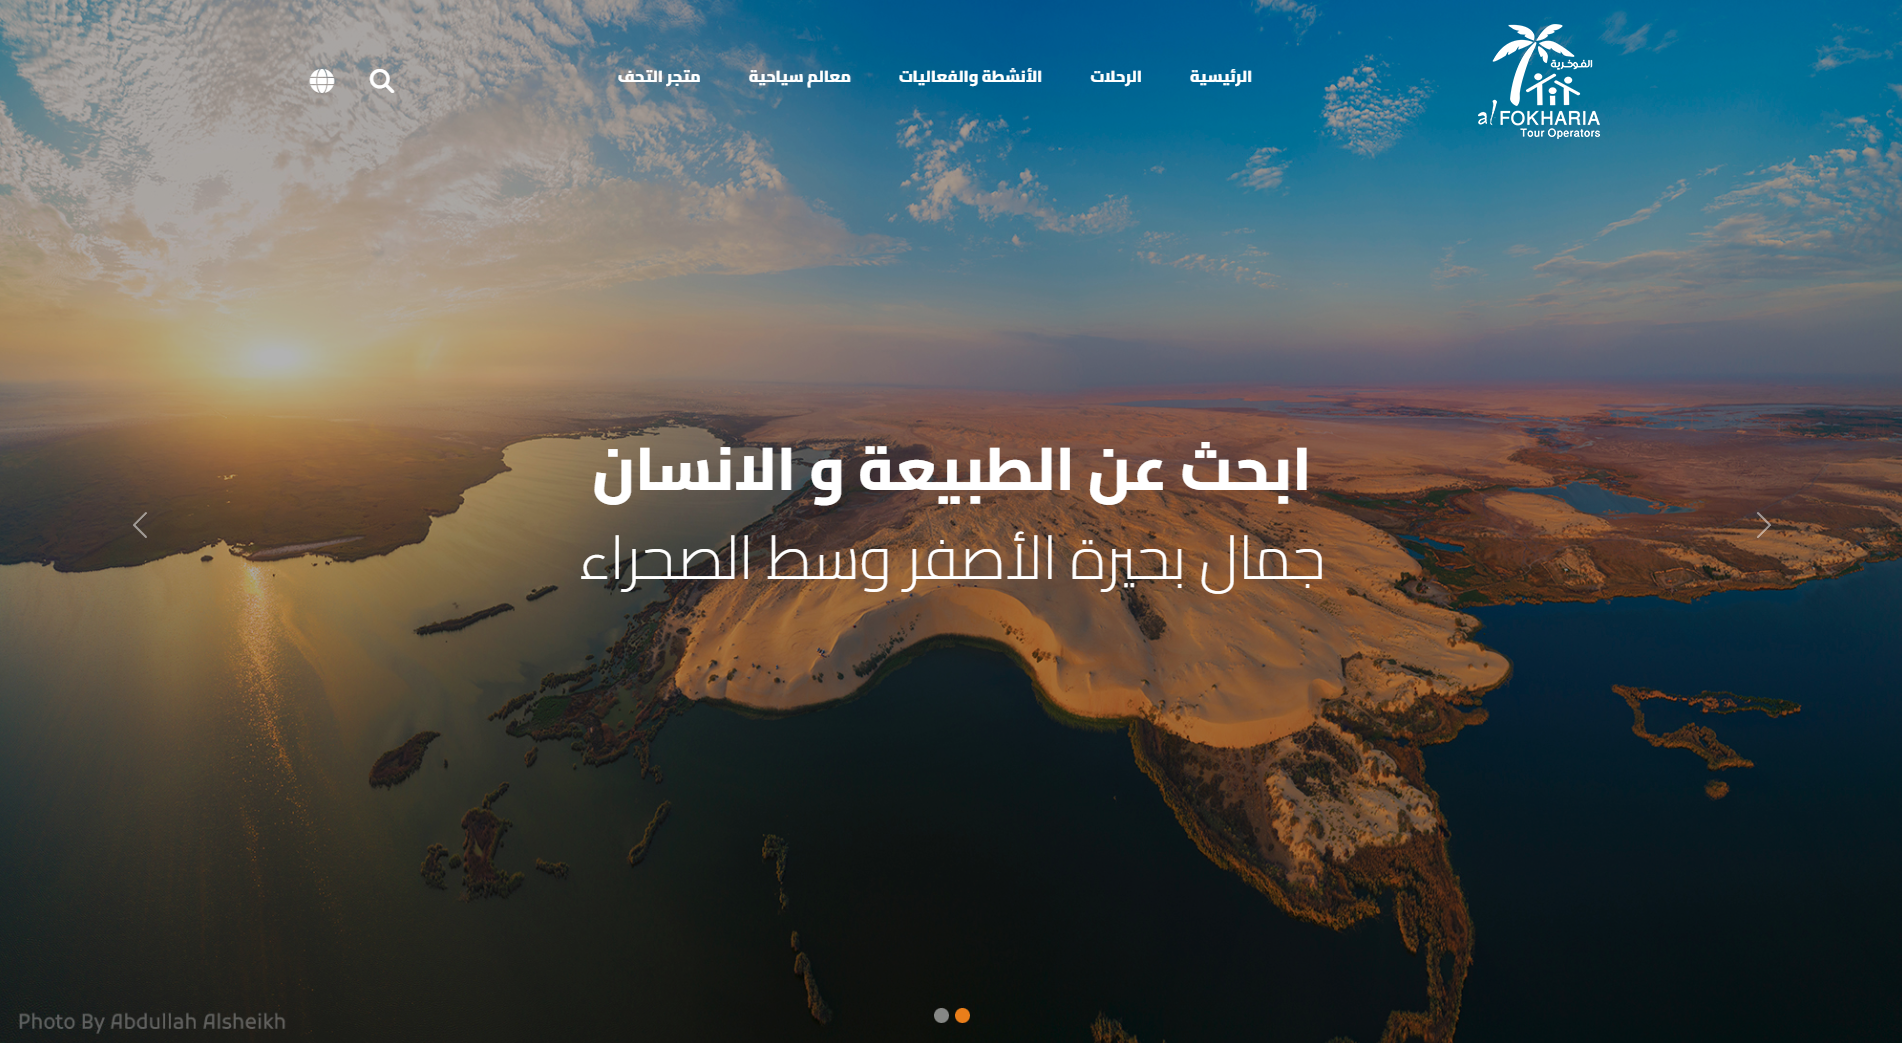 الفوخرية
al FOKHARIA
Tour Operators
الرئيسية
الرحلات
الأنشطة والفعاليات
معالم سياحية
متجر التحف
ابحث عن الطبيعة و الانسان
جمال بحيرة الأصفر وسط الصحراء
Photo By Abdullah Alsheikh